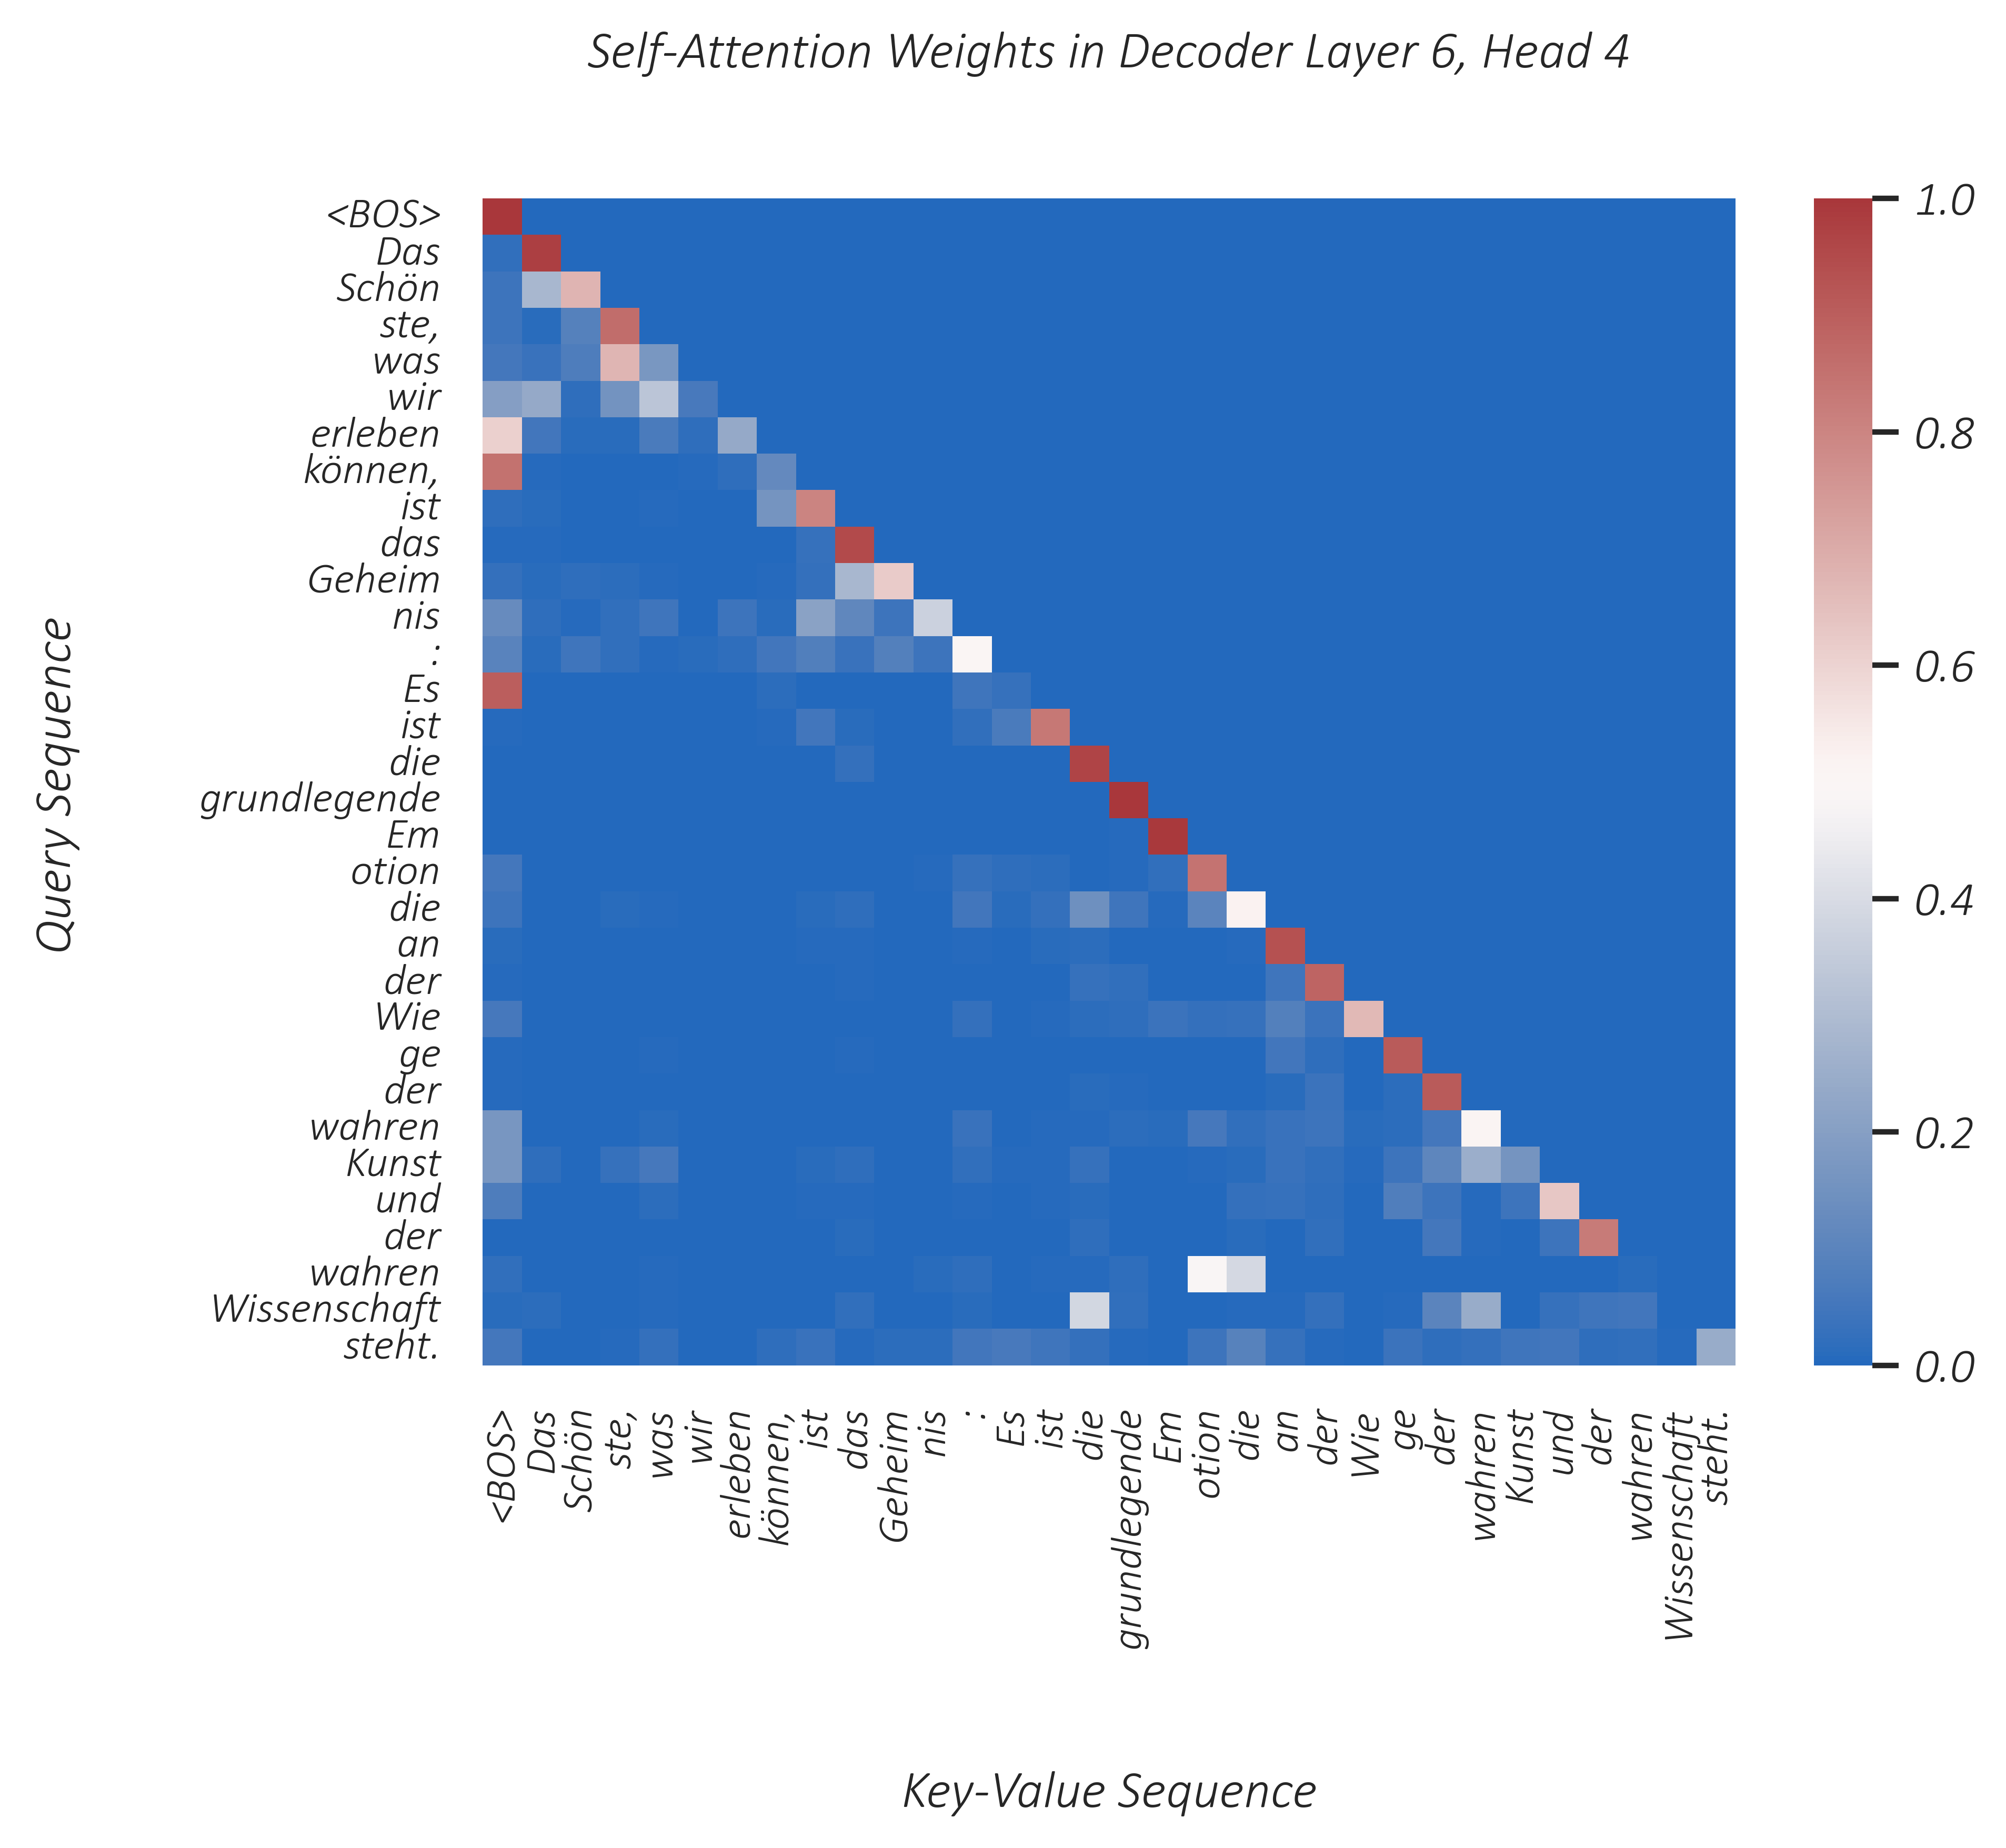 Self-Attention Weights in Decoder Layer 6, Head 4
Query Sequence
<BOS>
Das
Schön
ste,
was
wir
erleben
können,
ist
das
Geheim
nis
:
Es
ist
die
grundlegende
Em
otion
die
an
der
Wie
ge
der
wahren
Kunst
und
der
wahren
Wissenschaft
steht.
1.0
0.8
0.6
0.4
0.2
0.0
<BOS>
Das
Schön
ste,
was
wir
erleben
können,
ist
das
Geheim
nis
:
Es
ist
die
grundlegende
Em
otion
die
an
der
Wie
ge
der
wahren
Kunst
und
der
wahren
Wissenschaft
steht.
Key-Value Sequence